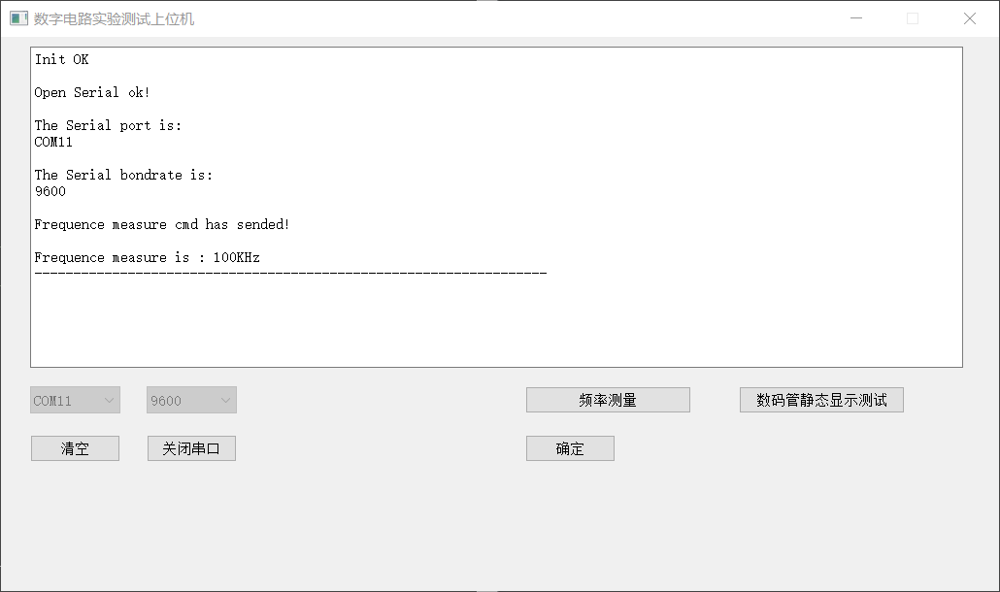 数字电路实验测试上位机
Init OK
Open Serial ok!
The Serial port is:
COM11
The Serial bondrate is:
9600
Frequence measure cmd has sended!
Frequence measure is : 100KHz
------------------------------------------------------------------
COM11 9600 频率测量 数码管静态显示测试
清空 关闭串口 确定